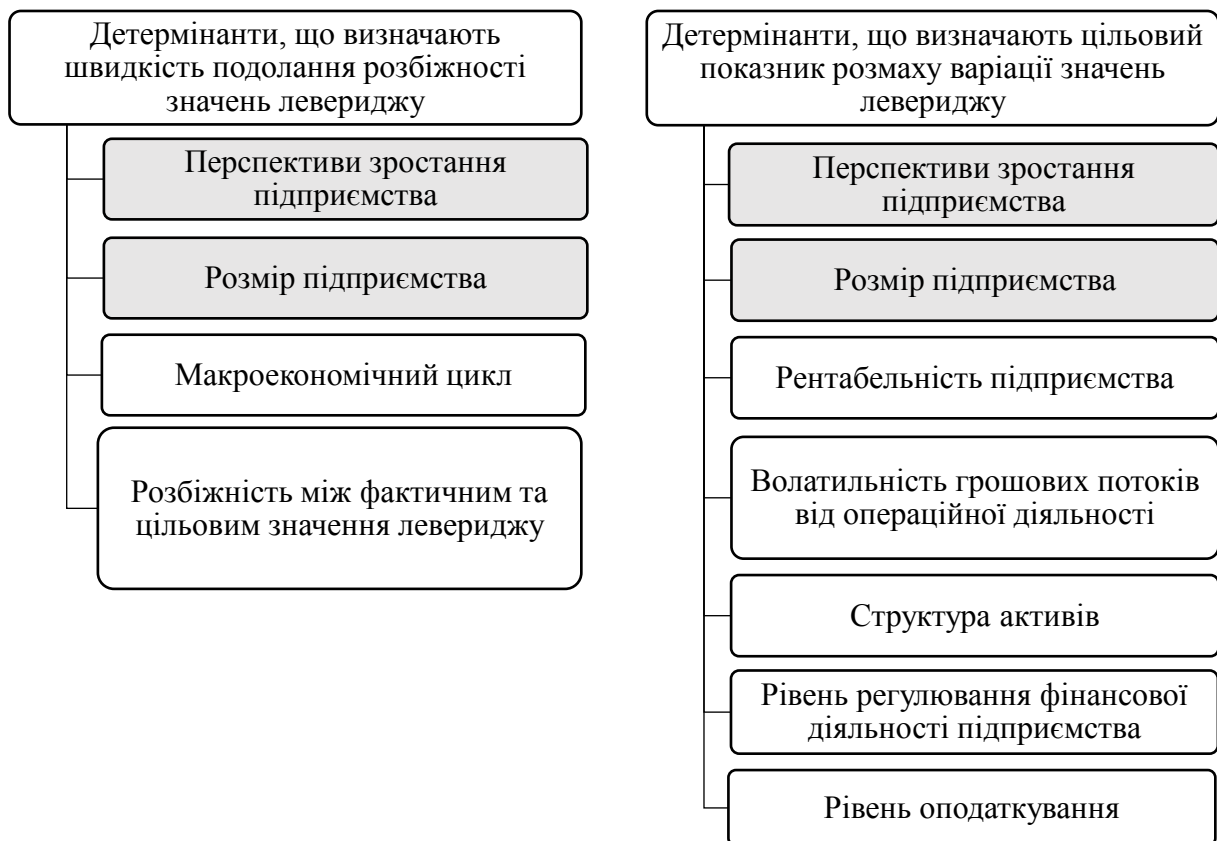 Детермінанти, що визначають
швидкість подолання розбіжності
значень левериджу
Перспективи зростання
підприємства
Розмір підприємства
Макроекономічний цикл
Розбіжність між фактичним та
цільовим значення левериджу
Детермінанти, що визначають цільовий
показник розмаху варіації значень
левериджу
Перспективи зростання
підприємства
Розмір підприємства
Рентабельність підприємства
Волатильність грошових потоків
від операційної діяльності
Структура активів
Рівень регулювання фінансової
діяльності підприємства
Рівень оподаткування